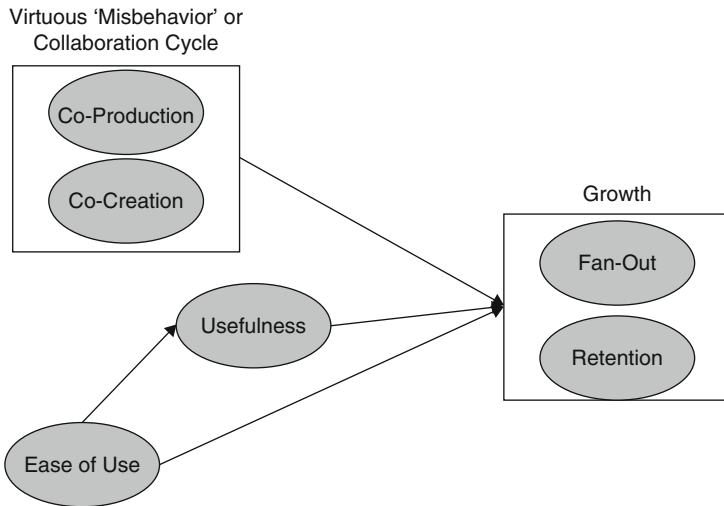 Virtuous ‘Misbehavior’ or
Collaboration Cycle
Co-Production
Co-Creation
Growth
Fan-Out
Usefulness
Retention
Ease of Use